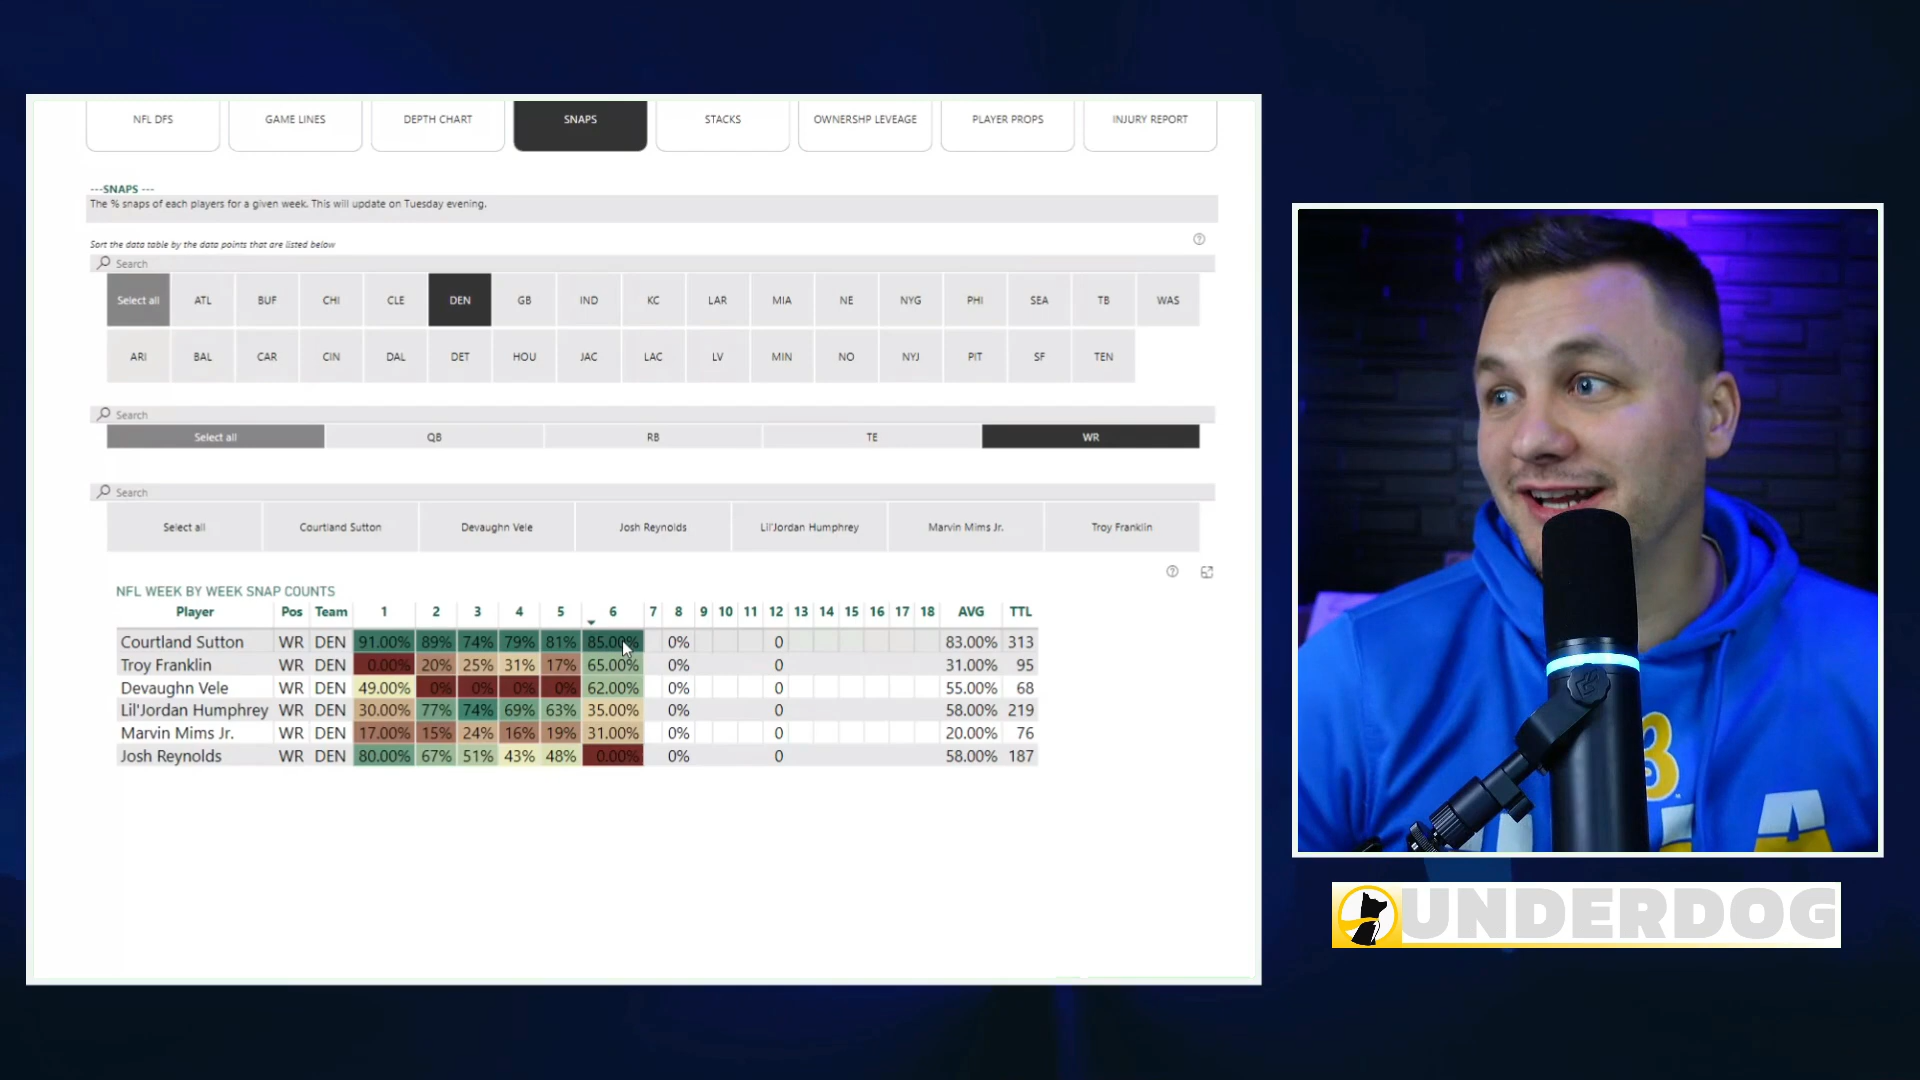 NFL DFS GAME LINES DEPTH CHART SNAPS STACKS OWNERSHP LEVEAGE PLAYER PROPS INJURY REPORT
---SNAPS ---
The % snaps of each players for a given week. This will update on Tuesday evening.
Sort the data table by the data points that are listed below
Search
Select all ATL BUF CHI CLE DEN GB IND KC LAR MIA NE NYG PHI SEA TB WAS
ARI BAL CAR CIN DAL DET HOU JAC LAC LV MIN NO NYJ PIT SF TEN
Search
Select all QB RB TE WR
Search
Select all Courtland Sutton Devaughn Vele Josh Reynolds Lil'Jordan Humphrey Marvin Mims Jr. Troy Franklin
NFL WEEK BY WEEK SNAP COUNTS
Player Pos Team 1 2 3 4 5 6 7 8 9 10 11 12 13 14 15 16 17 18 AVG TTL
Courtland Sutton WR DEN 91.00% 89% 74% 79% 81% 85.00% 0% 0 83.00% 313
Troy Franklin WR DEN 0.00% 20% 25% 31% 17% 65.00% 0% 0 31.00% 95
Devaughn Vele WR DEN 49.00% 0% 0% 0% 0% 62.00% 0% 0 55.00% 68
Lil'Jordan Humphrey WR DEN 30.00% 77% 74% 69% 63% 35.00% 0% 0 58.00% 219
Marvin Mims Jr. WR DEN 17.00% 15% 24% 16% 19% 31.00% 0% 0 20.00% 76
Josh Reynolds WR DEN 80.00% 67% 51% 43% 48% 0.00% 0% 0 58.00% 187
UNDERDOG